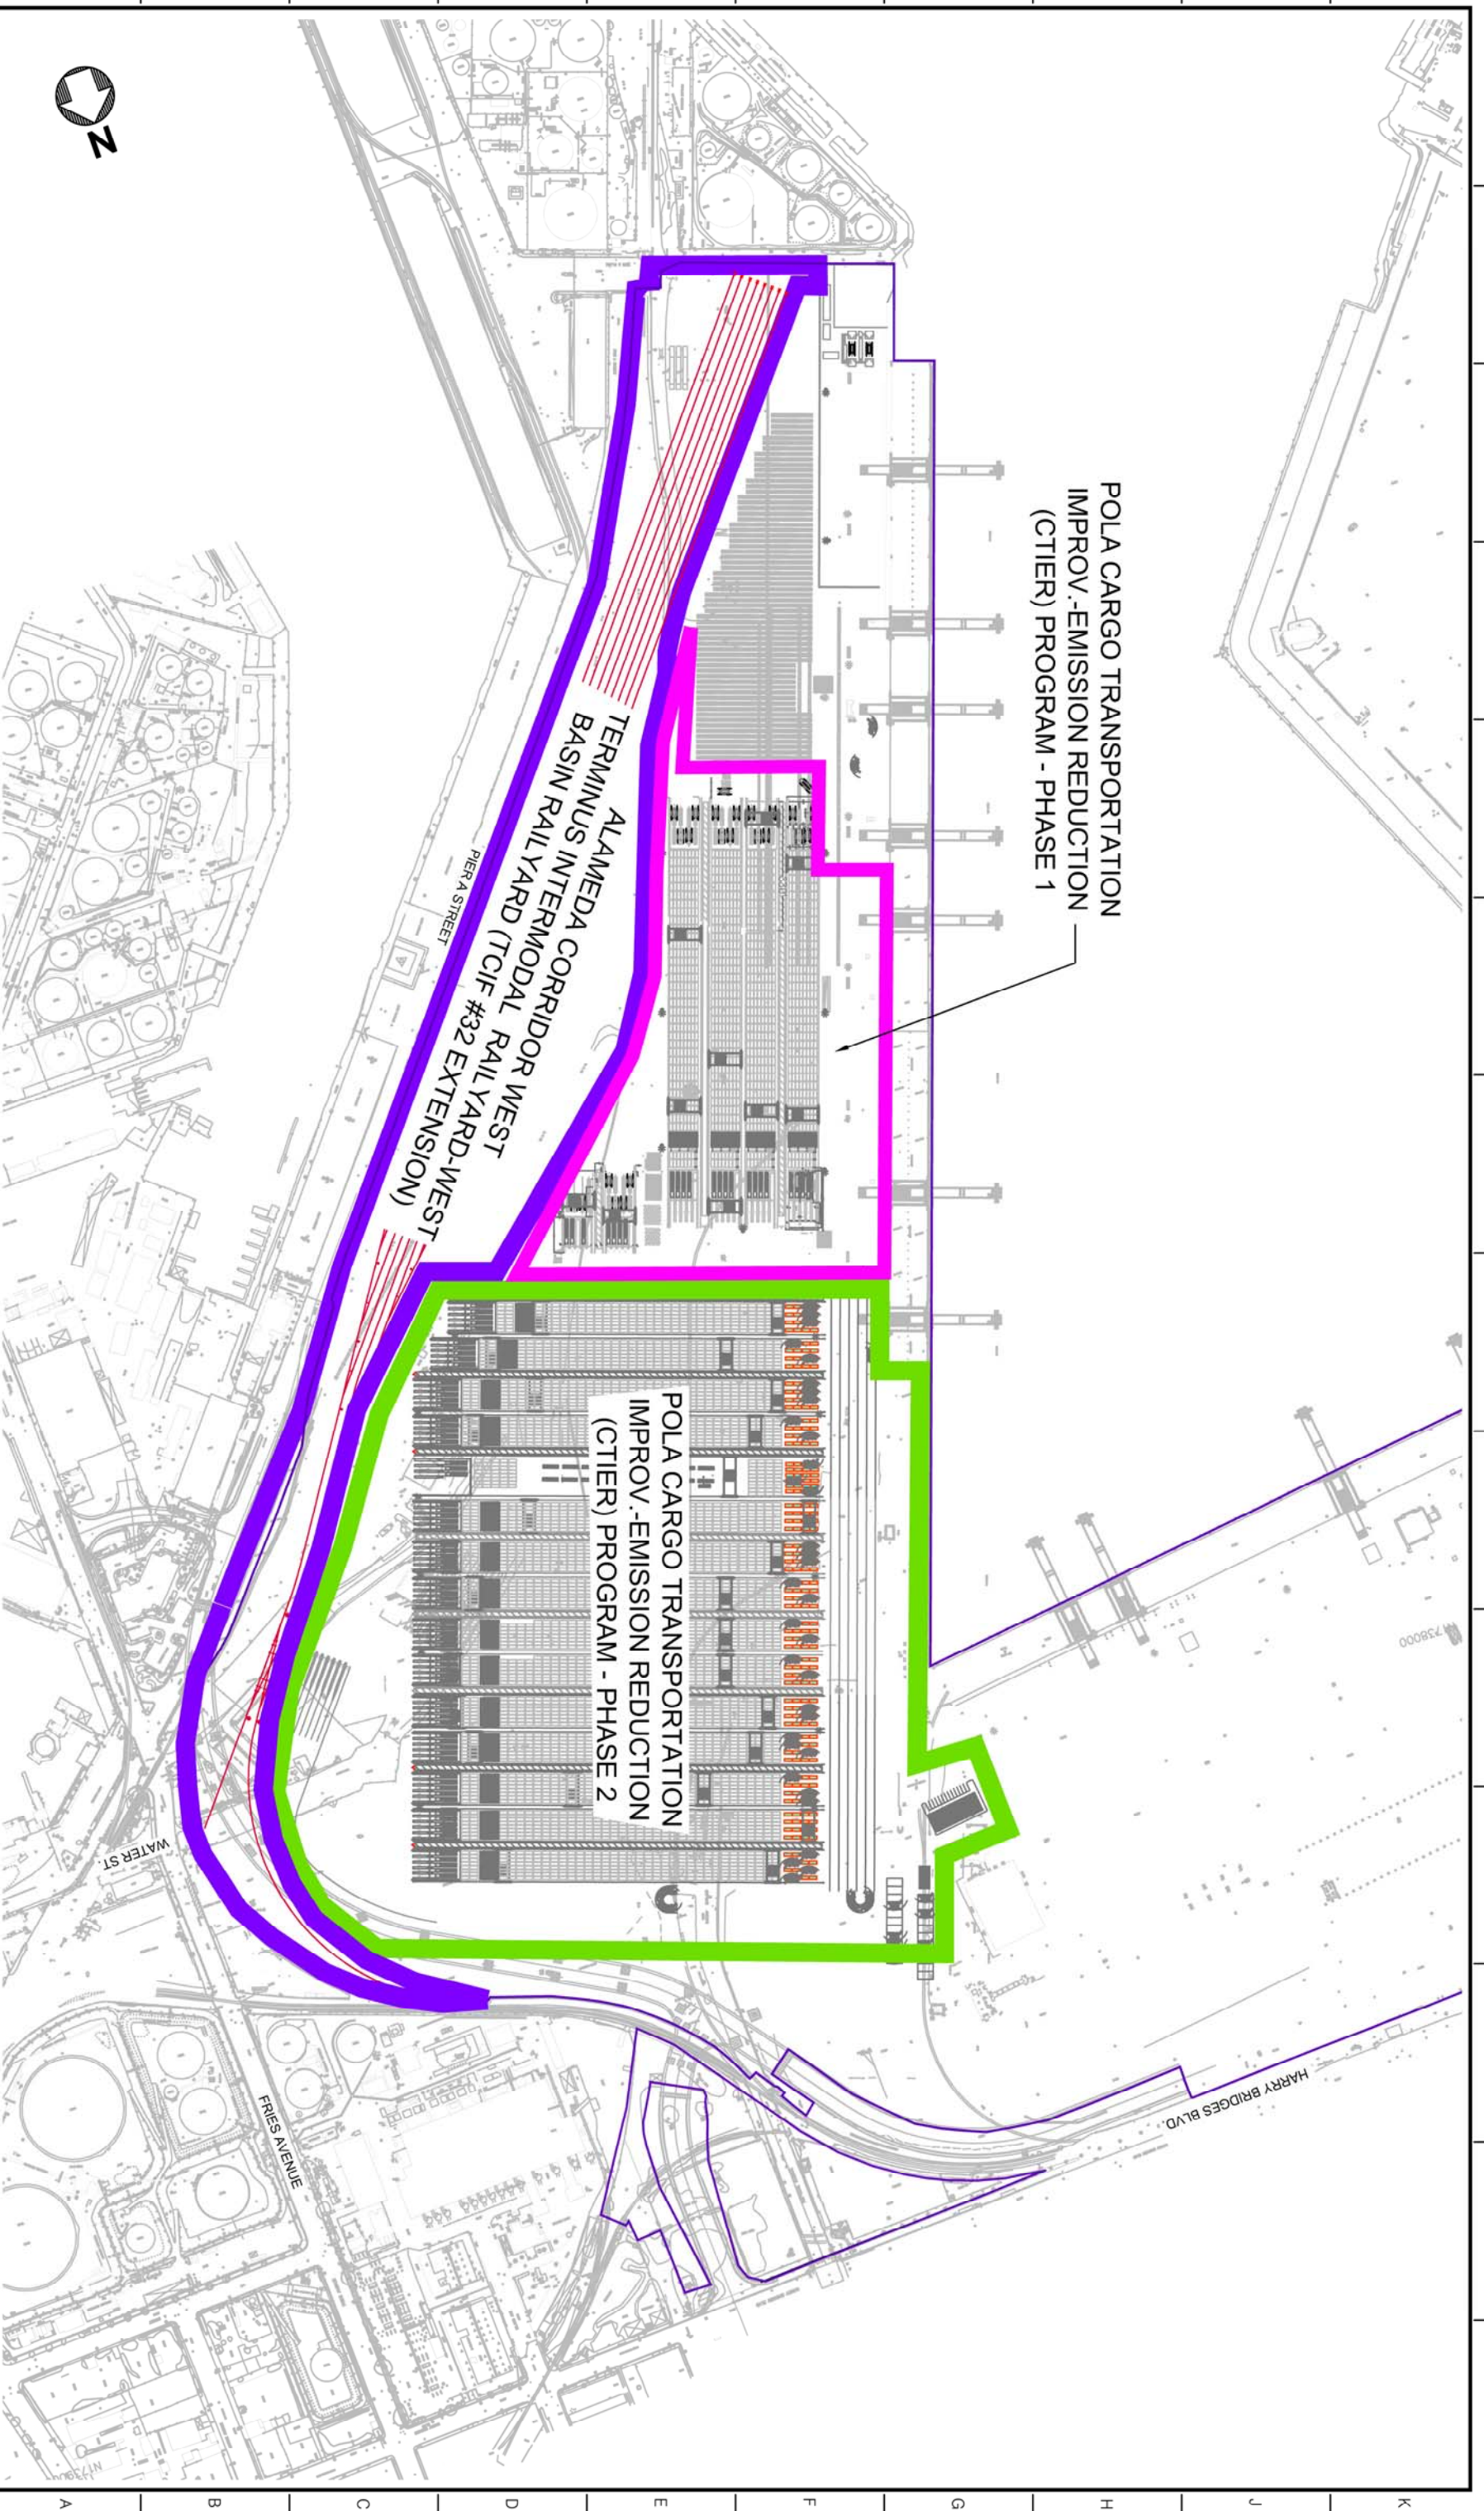 N
POLA CARGO TRANSPORTATION
IMPROV.-EMISSION REDUCTION
(CTIER) PROGRAM - PHASE 1
ALAMEDA CORRIDOR WEST
TERMINUS INTERMODAL RAILYARD-WEST
BASIN RAILYARD (TCIF #32 EXTENSION)
PIER A STREET
POLA CARGO TRANSPORTATION
IMPROV.-EMISSION REDUCTION
(CTIER) PROGRAM - PHASE 2
WATER ST.
FRIES AVENUE
HARRY BRIDGES BLVD.
A
B
C
D
E
F
G
H
J
K